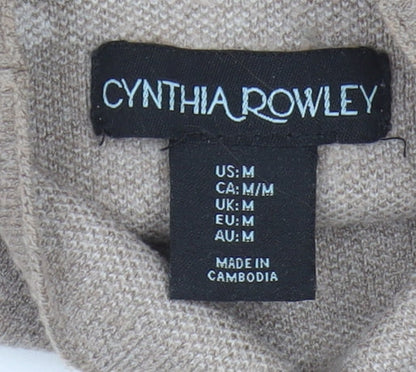 CYNTHIA ROWLEY
US: M
CA: M/M
UK: M
EU: M
AU: M
MADE IN
CAMBODIA